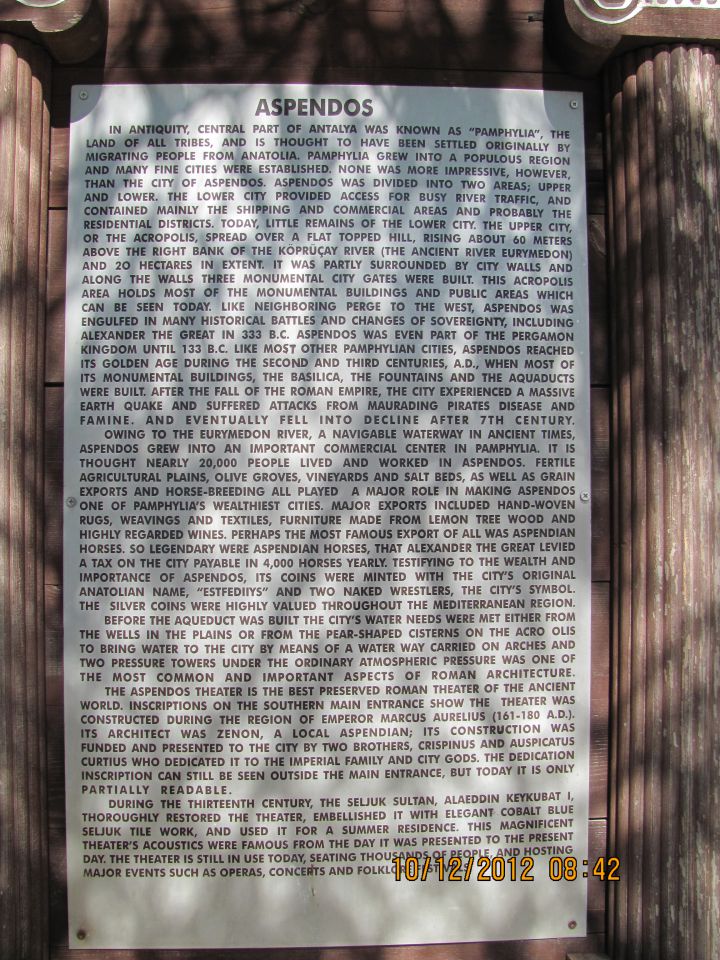 ASPENDOS
IN ANTIQUITY, CENTRAL PART OF ANTALYA WAS KNOWN AS "PAMPHYLIA", THE
LAND OF ALL TRIBES, AND IS THOUGHT TO HAVE BEEN SETTLED ORIGINALLY BY
MIGRATING PEOPLE FROM ANATOLIA. PAMPHYLIA GREW INTO A POPULOUS REGION
AND MANY FINE CITIES WERE ESTABLISHED. NONE WAS MORE IMPRESSIVE, HOWEVER,
THAN THE CITY OF ASPENDOS. ASPENDOS WAS DIVIDED INTO TWO AREAS; UPPER
AND LOWER. THE LOWER CITY PROVIDED ACCESS FOR BUSY RIVER TRAFFIC, AND
CONTAINED MAINLY THE SHIPPING AND COMMERCIAL AREAS AND PROBABLY THE
RESIDENTIAL DISTRICTS. TODAY, LITTLE REMAINS OF THE LOWER CITY. THE UPPER CITY,
OR THE ACROPOLIS, SPREAD OVER A FLAT TOPPED HILL, RISING ABOUT 60 METERS
ABOVE THE RIGHT BANK OF THE KÖPRÜÇAY RIVER (THE ANCIENT RIVER EURYMEDON)
AND 20 HECTARES IN EXTENT. IT WAS PARTLY SURROUNDED BY CITY WALLS AND
ALONG THE WALLS THREE MONUMENTAL CITY GATES WERE BUILT. THIS ACROPOLIS
AREA HOLDS MOST OF THE MONUMENTAL BUILDINGS AND PUBLIC AREAS WHICH
CAN BE SEEN TODAY. LIKE NEIGHBORING PERGE TO THE WEST, ASPENDOS WAS
ENGULFED IN MANY HISTORICAL BATTLES AND CHANGES OF SOVEREIGNTY, INCLUDING
ALEXANDER THE GREAT IN 333 B.C. ASPENDOS WAS EVEN PART OF THE PERGAMON
KINGDOM UNTIL 133 B.C. LIKE MOST OTHER PAMPHYLIAN CITIES, ASPENDOS REACHED
ITS GOLDEN AGE DURING THE SECOND AND THIRD CENTURIES, A.D., WHEN MOST OF
ITS MONUMENTAL BUILDINGS, THE BASILICA, THE FOUNTAINS AND THE AQUADUCTS
WERE BUILT. AFTER THE FALL OF THE ROMAN EMPIRE, THE CITY EXPERIENCED A MASSIVE
EARTH QUAKE AND SUFFERED ATTACKS FROM MAURADING PIRATES DISEASE AND
FAMINE. AND EVENTUALLY FELL INTO DECLINE AFTER 7TH CENTURY.
OWING TO THE EURYMEDON RIVER, A NAVIGABLE WATERWAY IN ANCIENT TIMES,
ASPENDOS GREW INTO AN IMPORTANT COMMERCIAL CENTER IN PAMPHYLIA. IT IS
THOUGHT NEARLY 20,000 PEOPLE LIVED AND WORKED IN ASPENDOS. FERTILE
AGRICULTURAL PLAINS, OLIVE GROVES, VINEYARDS AND SALT BEDS, AS WELL AS GRAIN
EXPORTS AND HORSE-BREEDING ALL PLAYED A MAJOR ROLE IN MAKING ASPENDOS
ONE OF PAMPHYLIA'S WEALTHIEST CITIES. MAJOR EXPORTS INCLUDED HAND-WOVEN
RUGS, WEAVINGS AND TEXTILES, FURNITURE MADE FROM LEMON TREE WOOD AND
HIGHLY REGARDED WINES. PERHAPS THE MOST FAMOUS EXPORT OF ALL WAS ASPENDIAN
HORSES. SO LEGENDARY WERE ASPENDIAN HORSES, THAT ALEXANDER THE GREAT LEVIED
A TAX ON THE CITY PAYABLE IN 4,000 HORSES YEARLY. TESTIFYING TO THE WEALTH AND
IMPORTANCE OF ASPENDOS, ITS COINS WERE MINTED WITH THE CITY'S ORIGINAL
ANATOLIAN NAME, "ESTFEDIIYS" AND TWO NAKED WRESTLERS, THE CITY'S SYMBOL.
THE SILVER COINS WERE HIGHLY VALUED THROUGHOUT THE MEDITERRANEAN REGION.
BEFORE THE AQUEDUCT WAS BUILT THE CITY'S WATER NEEDS WERE MET EITHER FROM
THE WELLS IN THE PLAINS OR FROM THE PEAR-SHAPED CISTERNS ON THE ACRO OLIS
TO BRING WATER TO THE CITY BY MEANS OF A WATER WAY CARRIED ON ARCHES AND
TWO PRESSURE TOWERS UNDER THE ORDINARY ATMOSPHERIC PRESSURE WAS ONE OF
THE MOST COMMON AND IMPORTANT ASPECTS OF ROMAN ARCHITECTURE.
THE ASPENDOS THEATER IS THE BEST PRESERVED ROMAN THEATER OF THE ANCIENT
WORLD. INSCRIPTIONS ON THE SOUTHERN MAIN ENTRANCE SHOW THE THEATER WAS
CONSTRUCTED DURING THE REGION OF EMPEROR MARCUS AURELIUS (161-180 A.D.).
ITS ARCHITECT WAS ZENON, A LOCAL ASPENDIAN; ITS CONSTRUCTION WAS
FUNDED AND PRESENTED TO THE CITY BY TWO BROTHERS, CRISPINUS AND AUSPICATUS
CURTIUS WHO DEDICATED IT TO THE IMPERIAL FAMILY AND CITY GODS. THE DEDICATION
INSCRIPTION CAN STILL BE SEEN OUTSIDE THE MAIN ENTRANCE, BUT TODAY IT IS ONLY
PARTIALLY READABLE.
DURING THE THIRTEENTH CENTURY, THE SELJUK SULTAN, ALAEDDIN KEYKUBAT I,
THOROUGHLY RESTORED THE THEATER, EMBELLISHED IT WITH ELEGANT COBALT BLUE
SELJUK TILE WORK, AND USED IT FOR A SUMMER RESIDENCE. THIS MAGNIFICENT
THEATER'S ACOUSTICS WERE FAMOUS FROM THE DAY IT WAS PRESENTED TO THE PRESENT
DAY. THE THEATER IS STILL IN USE TODAY, SEATING THOUSANDS OF PEOPLE, AND HOSTING
MAJOR EVENTS SUCH AS OPERAS, CONCERTS AND
10/12/2012 08:42